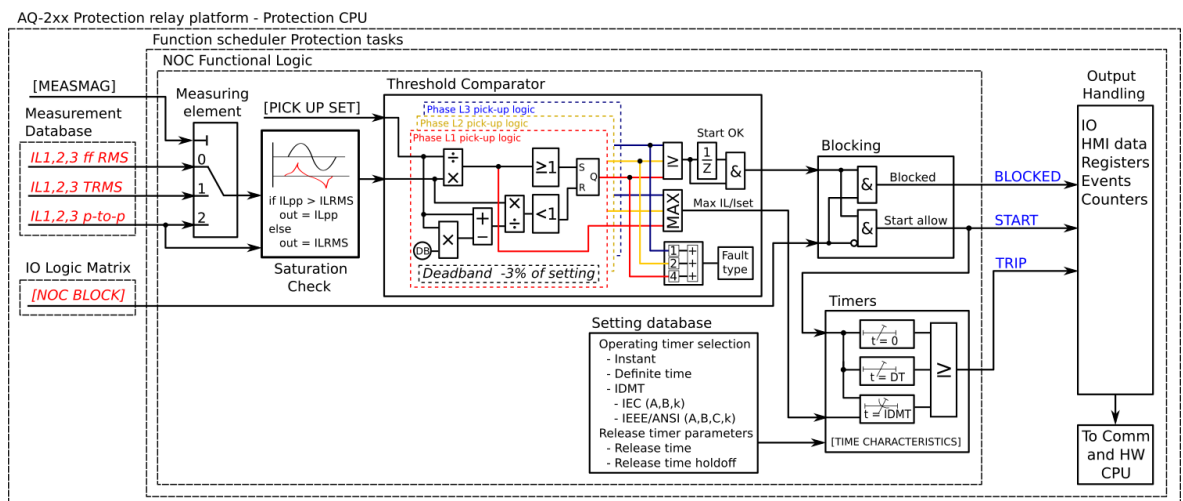 AQ-2xx Protection relay platform - Protection CPU
Function scheduler Protection tasks
NOC Functional Logic
[MEASMAG]
Measurement
Database
IL1,2,3 ff RMS
IL1,2,3 TRMS
IL1,2,3 p-to-p
IO Logic Matrix
[NOC BLOCK]
Measuring
element
0
1
2
if ILpp > ILRMS
out = ILpp
else
out = ILRMS
Saturation
Check
Threshold Comparator
[PICK UP SET]
Phase L3 pick-up logic
Phase L2 pick-up logic
Phase L1 pick-up logic
÷
×
≥1
S
Q
R
×
÷
<1
+
−
×
DB
Deadband -3% of setting
≥
Start OK
1
Z
&
MAX
Max IL/Iset
1 +
2 +
4 +
Fault
type
Blocking
&
Blocked
&
Start allow
BLOCKED
START
TRIP
Setting database
Operating timer selection
- Instant
- Definite time
- IDMT
- IEC (A,B,k)
- IEEE/ANSI (A,B,C,k)
Release timer parameters
- Release time
- Release time holdoff
Timers
t = 0
t = DT
t = IDMT
≥
[TIME CHARACTERISTICS]
Output
Handling
IO
HMI data
Registers
Events
Counters
To Comm
and HW
CPU